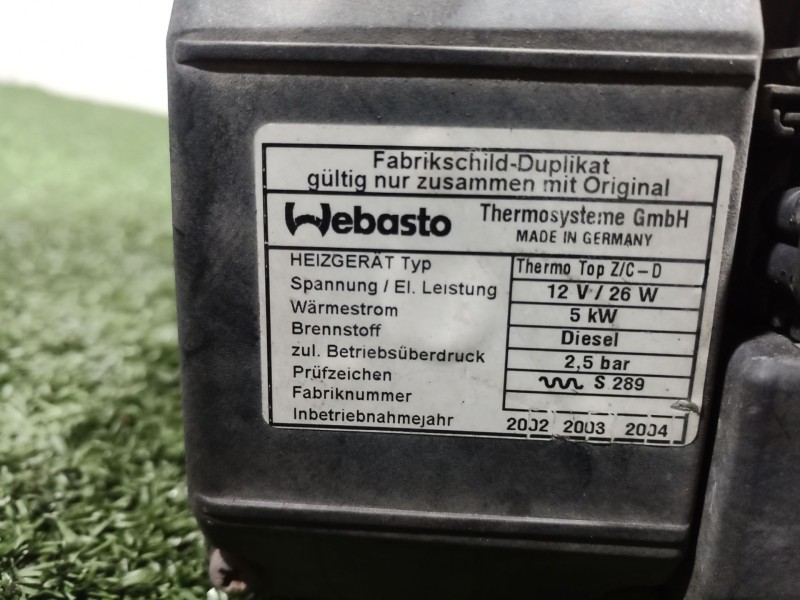 Fabrikschild-Duplikat
gültig nur zusammen mit Original
Webasto Thermosysteme GmbH
MADE IN GERMANY
HEIZGERÄT Typ Thermo Top Z/C-D
Spannung / El. Leistung 12 V / 26 W
Wärmestrom 5 kW
Brennstoff Diesel
zul. Betriebsüberdruck 2,5 bar
Prüfzeichen S 289
Fabriknummer
Inbetriebnahmejahr 2002 2003 2004